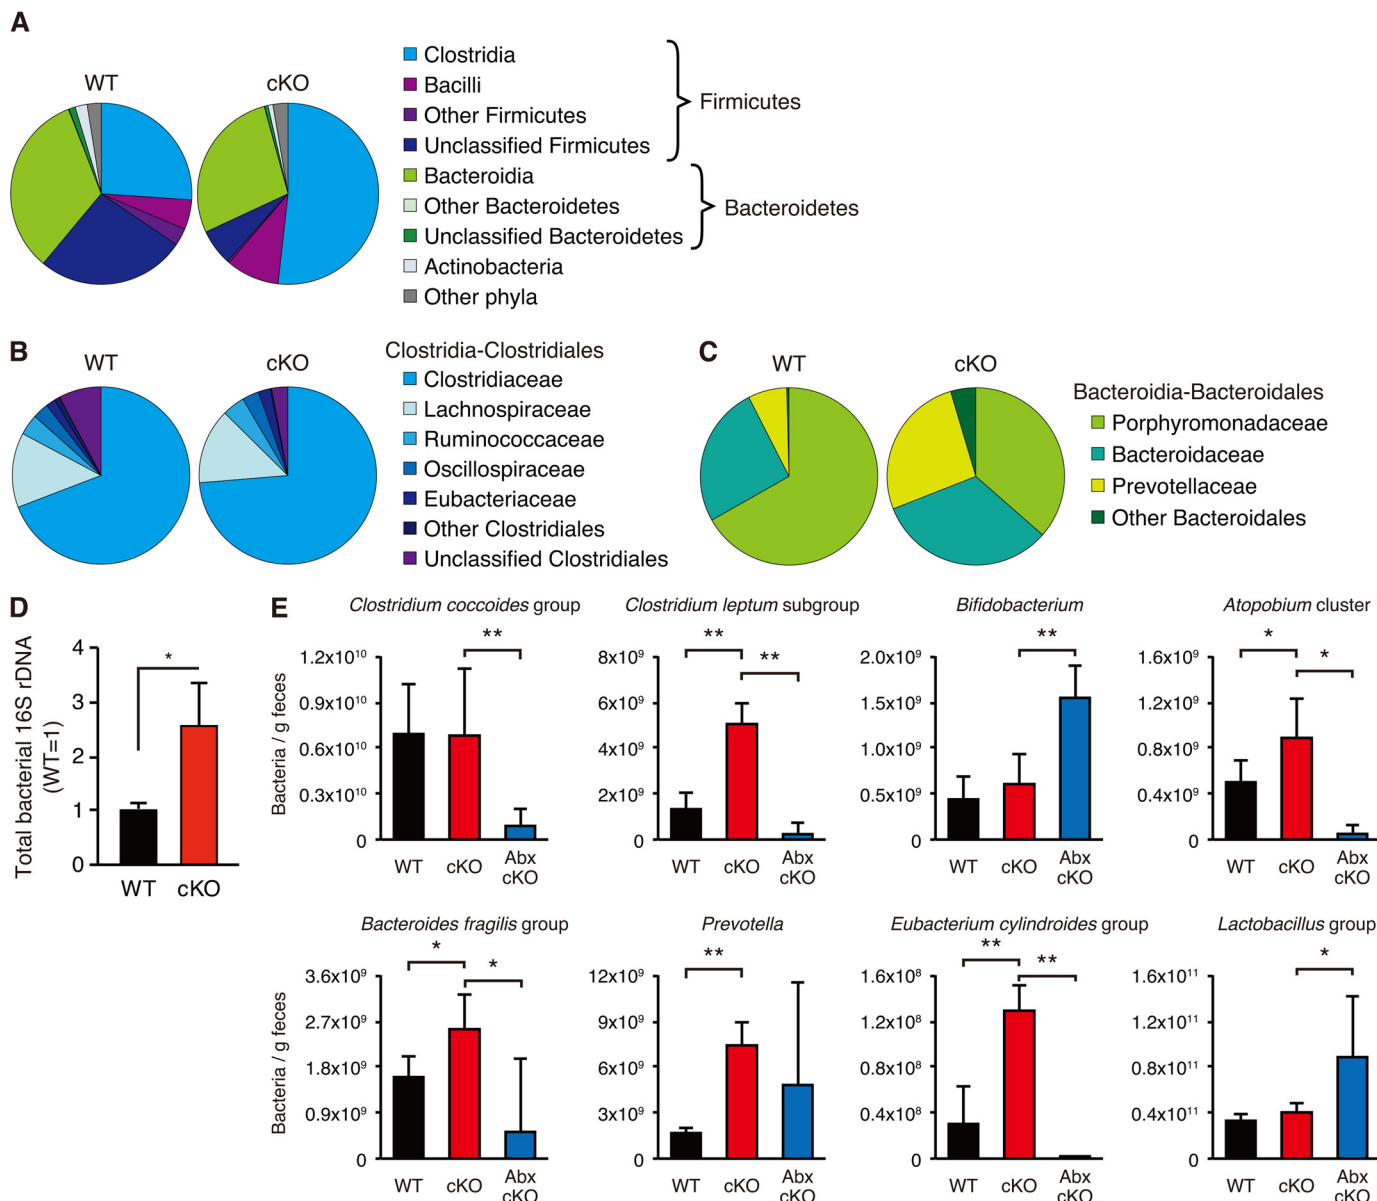 A
WT
cKO
Clostridia
Bacilli
Other Firmicutes
Unclassified Firmicutes
Firmicutes
Bacteroidia
Other Bacteroidetes
Unclassified Bacteroidetes
Bacteroidetes
Actinobacteria
Other phyla
B
WT
cKO
Clostridia-Clostridiales
Clostridiaceae
Lachnospiraceae
Ruminococcaceae
Oscillospiraceae
Eubacteriaceae
Other Clostridiales
Unclassified Clostridiales
C
WT
cKO
Bacteroidia-Bacteroidales
Porphyromonadaceae
Bacteroidaceae
Prevotellaceae
Other Bacteroidales
D
Total bacterial 16S rDNA
(WT=1)
4
3
2
1
0
*
WT cKO
E
Clostridium coccoides group
**
Bacteria / g feces
1.2x10¹⁰
0.9x10¹⁰
0.6x10¹⁰
0.3x10¹⁰
0
WT cKO Abx
cKO
Clostridium leptum subgroup
**
**
8x10⁹
6x10⁹
4x10⁹
2x10⁹
0
WT cKO Abx
cKO
Bifidobacterium
**
2.0x10⁹
1.5x10⁹
1.0x10⁹
0.5x10⁹
0
WT cKO Abx
cKO
Atopobium cluster
*
*
1.6x10⁹
1.2x10⁹
0.8x10⁹
0.4x10⁹
0
WT cKO Abx
cKO
Bacteroides fragilis group
*
*
Bacteria / g feces
3.6x10⁹
2.7x10⁹
1.8x10⁹
0.9x10⁹
0
WT cKO Abx
cKO
Prevotella
**
12x10⁹
9x10⁹
6x10⁹
3x10⁹
0
WT cKO Abx
cKO
Eubacterium cylindroides group
**
**
1.6x10⁸
1.2x10⁸
0.8x10⁸
0.4x10⁸
0
WT cKO Abx
cKO
Lactobacillus group
*
1.6x10¹¹
1.2x10¹¹
0.8x10¹¹
0.4x10¹¹
0
WT cKO Abx
cKO